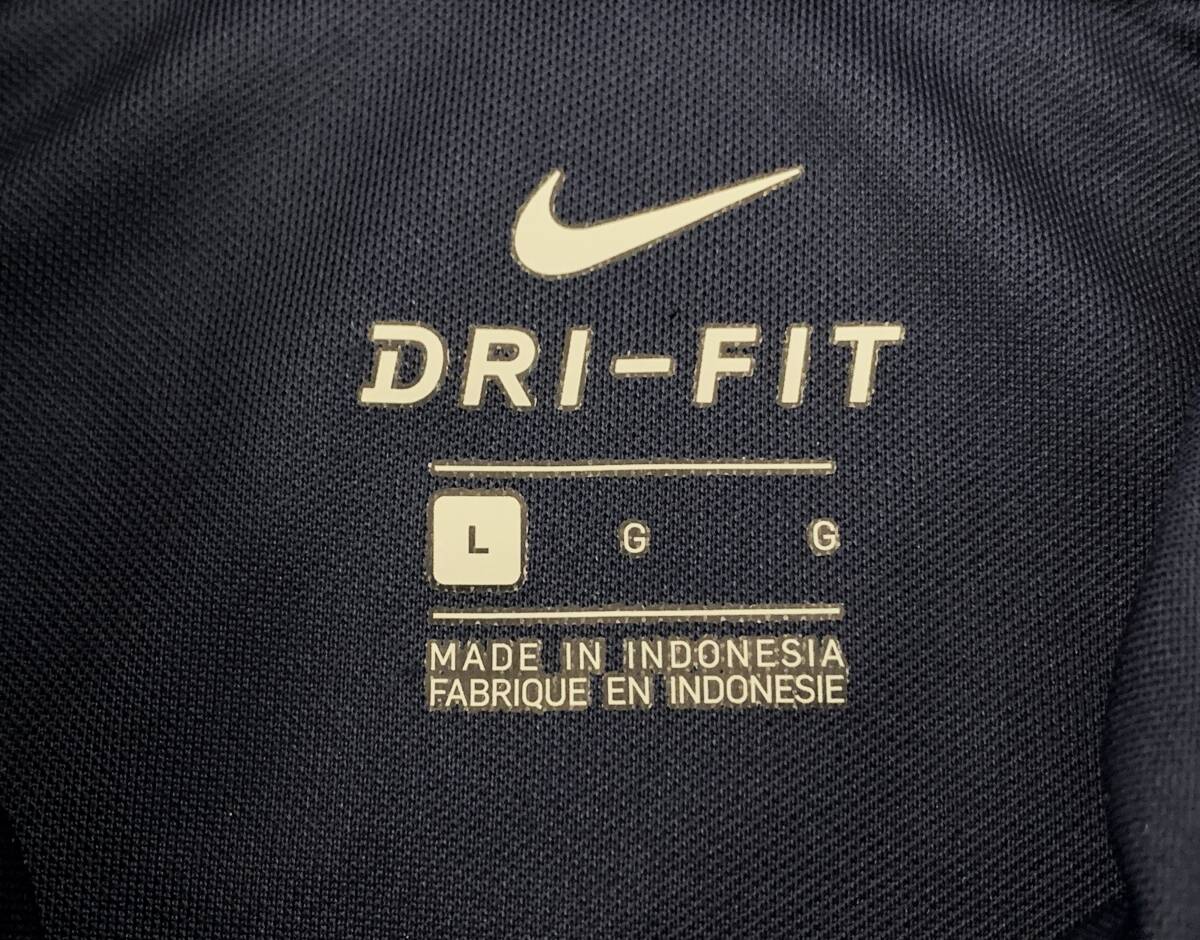 DRI-FIT
L G G
MADE IN INDONESIA
FABRIQUE EN INDONESIE